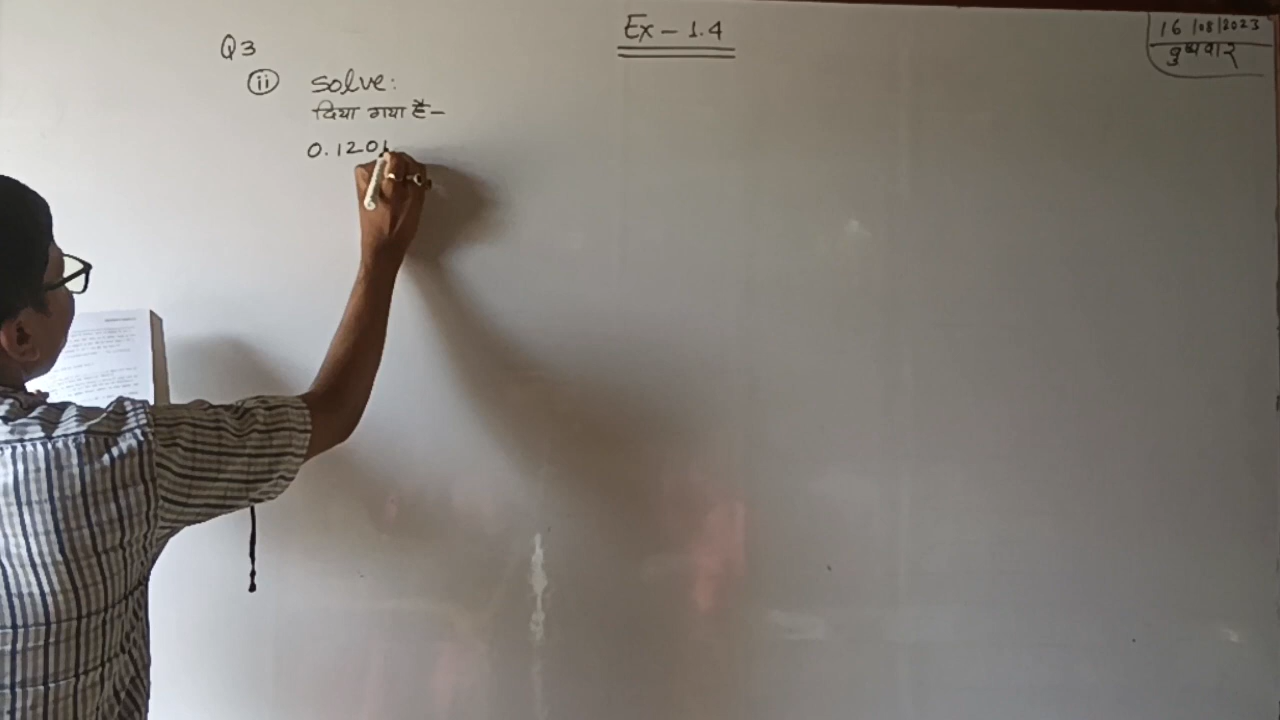 Ex - 1.4
16/08/2023
बुधवार
Q3
(ii) Solve:
दिया गया है-
0.1201